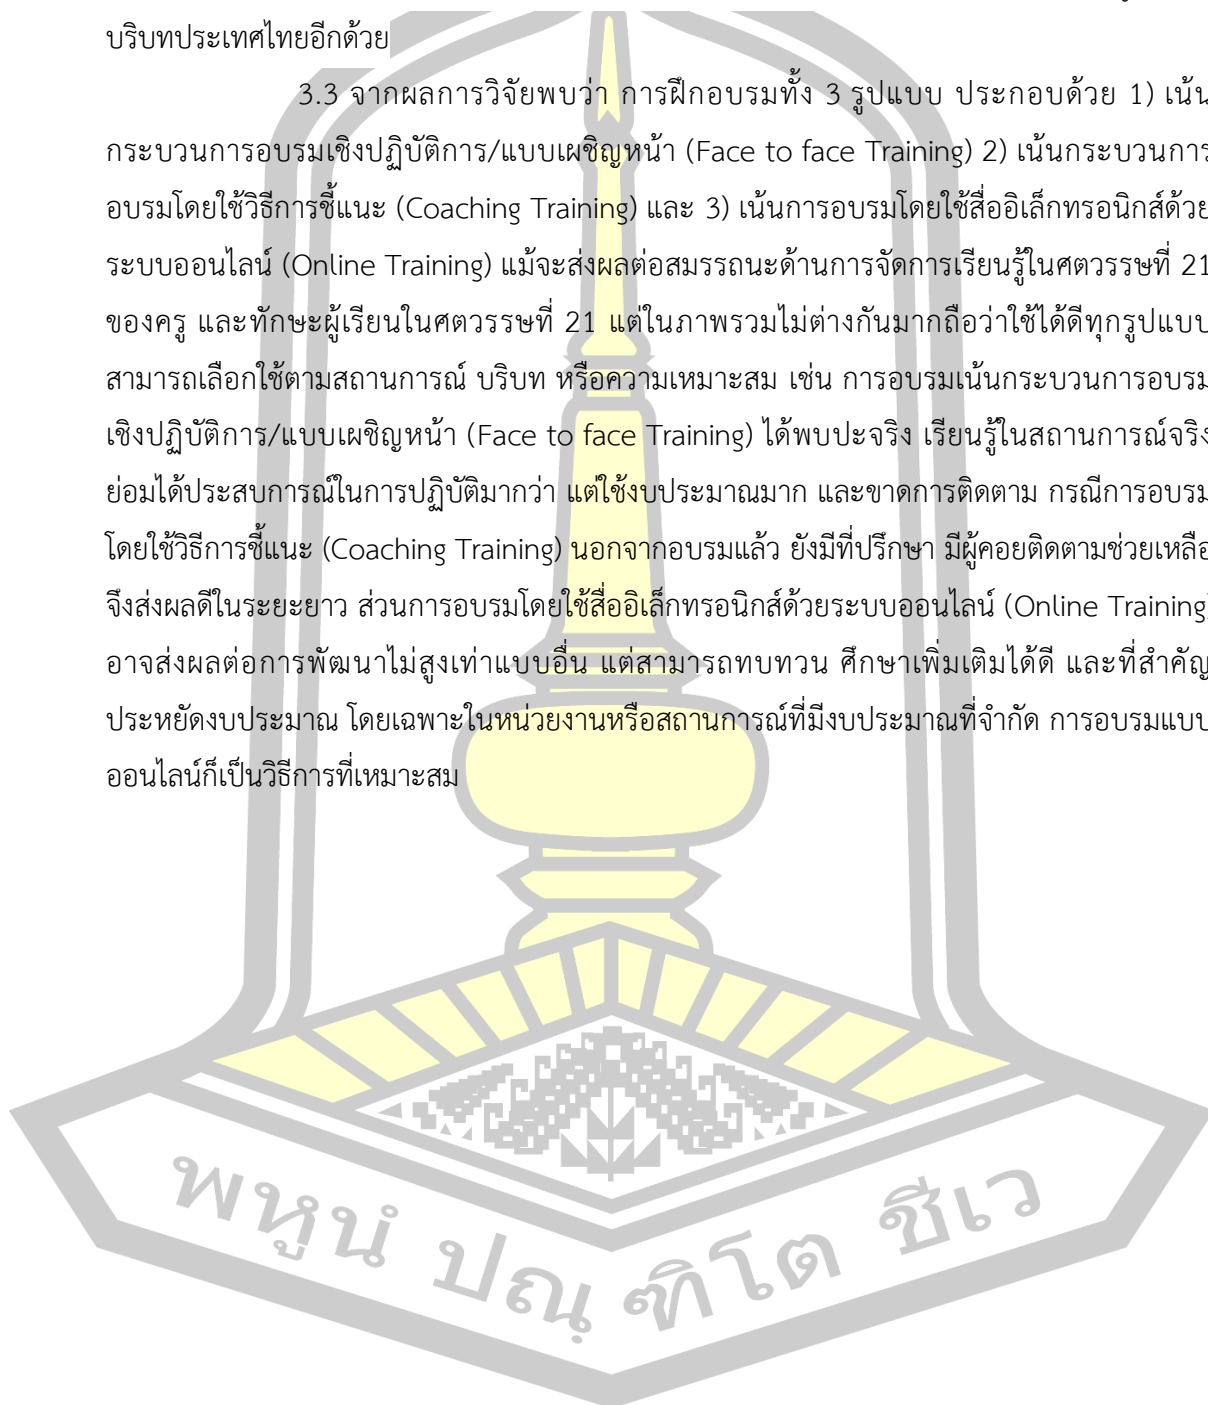 บริบทประเทศไทยอีกด้วย
3.3 จากผลการวิจัยพบว่า การฝึกอบรมทั้ง 3 รูปแบบ ประกอบด้วย 1) เน้น
กระบวนการอบรมเชิงปฏิบัติการ/แบบเผชิญหน้า (Face to face Training) 2) เน้นกระบวนการ
อบรมโดยใช้วิธีการชี้แนะ (Coaching Training) และ 3) เน้นการอบรมโดยใช้สื่ออิเล็กทรอนิกส์ด้วย
ระบบออนไลน์ (Online Training) แม้จะส่งผลต่อสมรรถนะด้านการจัดการเรียนรู้ในศตวรรษที่ 21
ของครู และทักษะผู้เรียนในศตวรรษที่ 21 แต่ในภาพรวมไม่ต่างกันมากถือว่าใช้ได้ดีทุกรูปแบบ
สามารถเลือกใช้ตามสถานการณ์ บริบท หรือความเหมาะสม เช่น การอบรมเน้นกระบวนการอบรม
เชิงปฏิบัติการ/แบบเผชิญหน้า (Face to face Training) ได้พบปะจริง เรียนรู้ในสถานการณ์จริง
ย่อมได้ประสบการณ์ในการปฏิบัติมากว่า แต่ใช้งบประมาณมาก และขาดการติดตาม กรณีการอบรม
โดยใช้วิธีการชี้แนะ (Coaching Training) นอกจากอบรมแล้ว ยังมีที่ปรึกษา มีผู้คอยติดตามช่วยเหลือ
จึงส่งผลดีในระยะยาว ส่วนการอบรมโดยใช้สื่ออิเล็กทรอนิกส์ด้วยระบบออนไลน์ (Online Training)
อาจส่งผลต่อการพัฒนาไม่สูงเท่าแบบอื่น แต่สามารถทบทวน ศึกษาเพิ่มเติมได้ดี และที่สำคัญ
ประหยัดงบประมาณ โดยเฉพาะในหน่วยงานหรือสถานการณ์ที่มีงบประมาณที่จำกัด การอบรมแบบ
ออนไลน์ก็เป็นวิธีการที่เหมาะสม
พหูนํ ปณฺฑิโต ชีเว